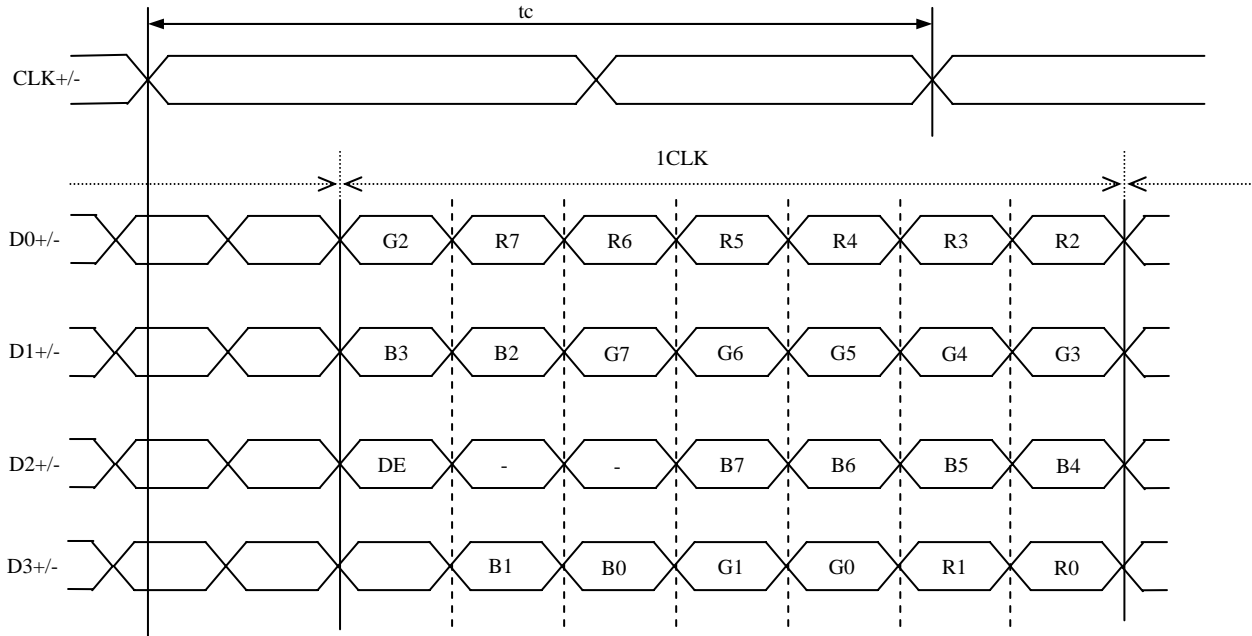 tc
CLK+/-
1CLK
D0+/- G2 R7 R6 R5 R4 R3 R2
D1+/- B3 B2 G7 G6 G5 G4 G3
D2+/- DE - - B7 B6 B5 B4
D3+/- B1 B0 G1 G0 R1 R0